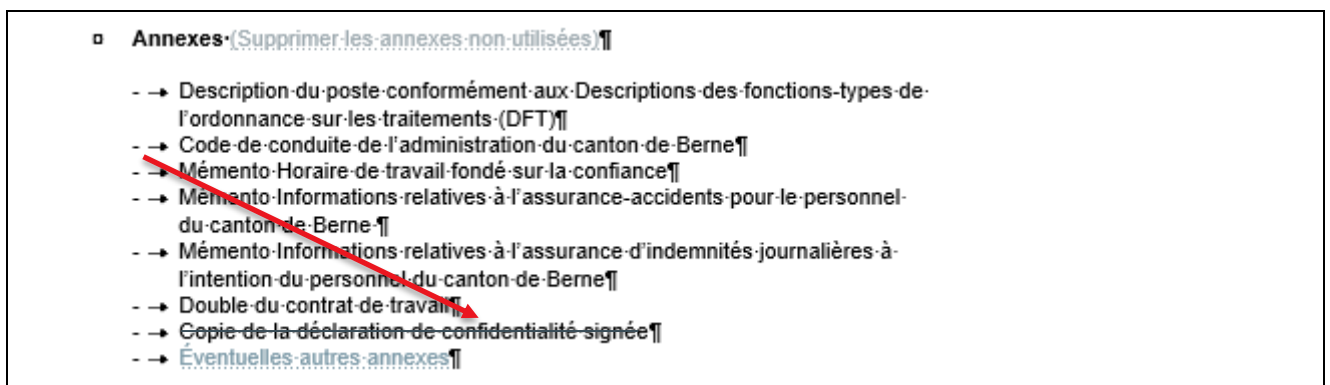 Annexes (Supprimer les annexes non utilisées)¶
- → Description du poste conformément aux Descriptions des fonctions-types de
l'ordonnance sur les traitements (DFT)¶
- → Code de conduite de l'administration du canton de Berne¶
- → Mémento Horaire de travail fondé sur la confiance¶
- → Mémento Informations relatives à l'assurance-accidents pour le personnel
du canton de Berne ¶
- → Mémento Informations relatives à l'assurance d'indemnités journalières à
l'intention du personnel du canton de Berne¶
- → Double du contrat de travail¶
- → Copie de la déclaration de confidentialité signée¶
- → Éventuelles autres annexes¶